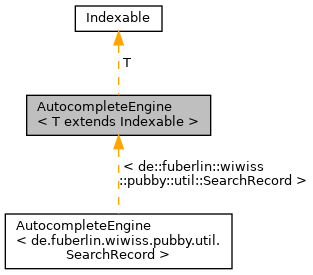 Indexable
T
AutocompleteEngine
< T extends Indexable >
< de::fuberlin::wiwiss
::pubby::util::SearchRecord >
AutocompleteEngine
< de.fuberlin.wiwiss.pubby.util.
SearchRecord >